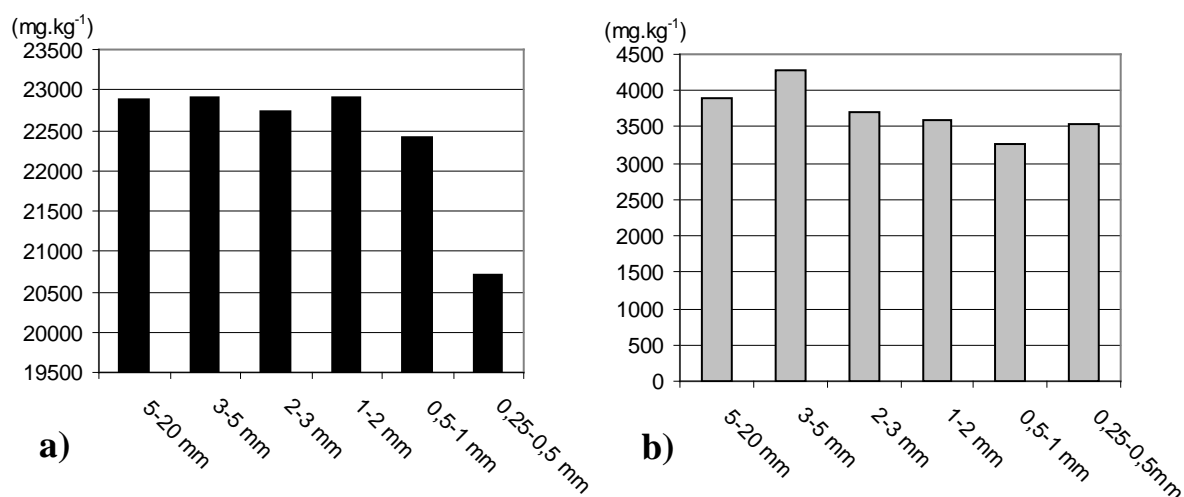 (mg.kg⁻¹)
23500
23000
22500
22000
21500
21000
20500
20000
19500
5-20 mm
3-5 mm
2-3 mm
1-2 mm
0,5-1 mm
0,25-0,5 mm
a)
(mg.kg⁻¹)
4500
4000
3500
3000
2500
2000
1500
1000
500
0
5-20 mm
3-5 mm
2-3 mm
1-2 mm
0,5-1 mm
0,25-0,5mm
b)